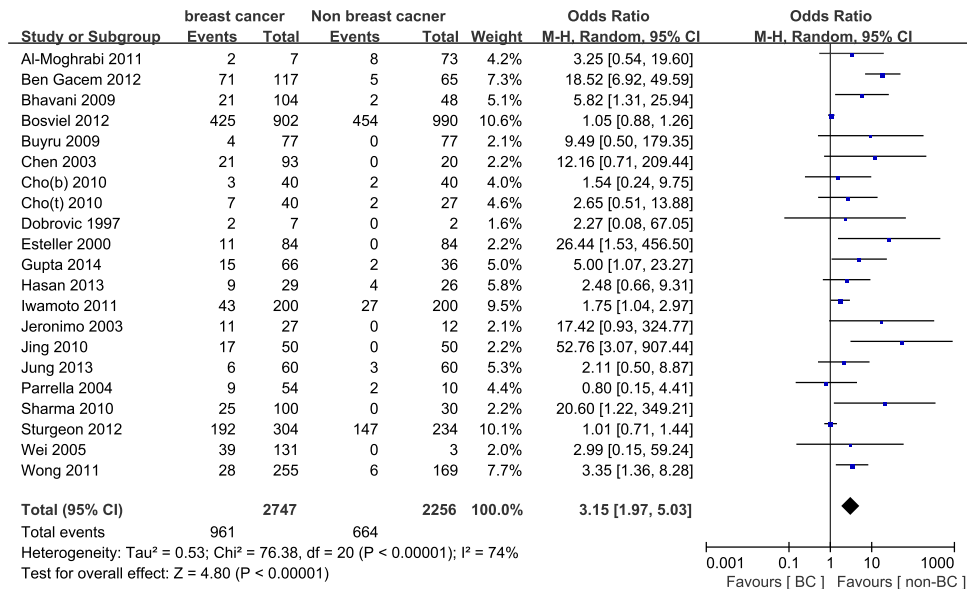 breast cancer Non breast cacner Odds Ratio Odds Ratio
Study or Subgroup Events Total Events Total Weight M-H, Random, 95% CI M-H, Random, 95% CI
Al-Moghrabi 2011 2 7 8 73 4.2% 3.25 [0.54, 19.60]
Ben Gacem 2012 71 117 5 65 7.3% 18.52 [6.92, 49.59]
Bhavani 2009 21 104 2 48 5.1% 5.82 [1.31, 25.94]
Bosviel 2012 425 902 454 990 10.6% 1.05 [0.88, 1.26]
Buyru 2009 4 77 0 77 2.1% 9.49 [0.50, 179.35]
Chen 2003 21 93 0 20 2.2% 12.16 [0.71, 209.44]
Cho(b) 2010 3 40 2 40 4.0% 1.54 [0.24, 9.75]
Cho(t) 2010 7 40 2 27 4.6% 2.65 [0.51, 13.88]
Dobrovic 1997 2 7 0 2 1.6% 2.27 [0.08, 67.05]
Esteller 2000 11 84 0 84 2.2% 26.44 [1.53, 456.50]
Gupta 2014 15 66 2 36 5.0% 5.00 [1.07, 23.27]
Hasan 2013 9 29 4 26 5.8% 2.48 [0.66, 9.31]
Iwamoto 2011 43 200 27 200 9.5% 1.75 [1.04, 2.97]
Jeronimo 2003 11 27 0 12 2.1% 17.42 [0.93, 324.77]
Jing 2010 17 50 0 50 2.2% 52.76 [3.07, 907.44]
Jung 2013 6 60 3 60 5.3% 2.11 [0.50, 8.87]
Parrella 2004 9 54 2 10 4.4% 0.80 [0.15, 4.41]
Sharma 2010 25 100 0 30 2.2% 20.60 [1.22, 349.21]
Sturgeon 2012 192 304 147 234 10.1% 1.01 [0.71, 1.44]
Wei 2005 39 131 0 3 2.0% 2.99 [0.15, 59.24]
Wong 2011 28 255 6 169 7.7% 3.35 [1.36, 8.28]
Total (95% CI) 2747 2256 100.0% 3.15 [1.97, 5.03]
Total events 961 664
Heterogeneity: Tau² = 0.53; Chi² = 76.38, df = 20 (P < 0.00001); I² = 74%
Test for overall effect: Z = 4.80 (P < 0.00001)
0.001 0.1 1 10 1000
Favours [ BC] Favours [ non-BC ]